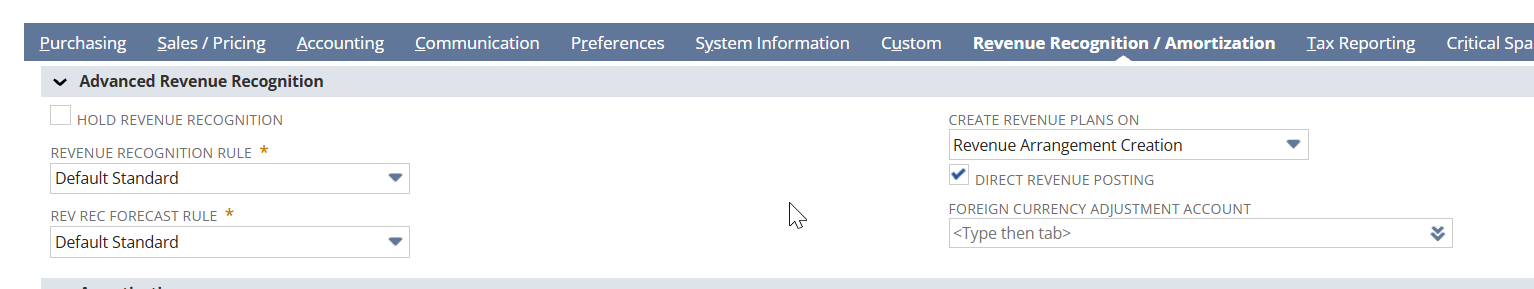 Purchasing Sales / Pricing Accounting Communication Preferences System Information Custom Revenue Recognition / Amortization Tax Reporting Critical Spa
Advanced Revenue Recognition
HOLD REVENUE RECOGNITION
REVENUE RECOGNITION RULE *
Default Standard
REV REC FORECAST RULE *
Default Standard
CREATE REVENUE PLANS ON
Revenue Arrangement Creation
DIRECT REVENUE POSTING
FOREIGN CURRENCY ADJUSTMENT ACCOUNT
<Type then tab>